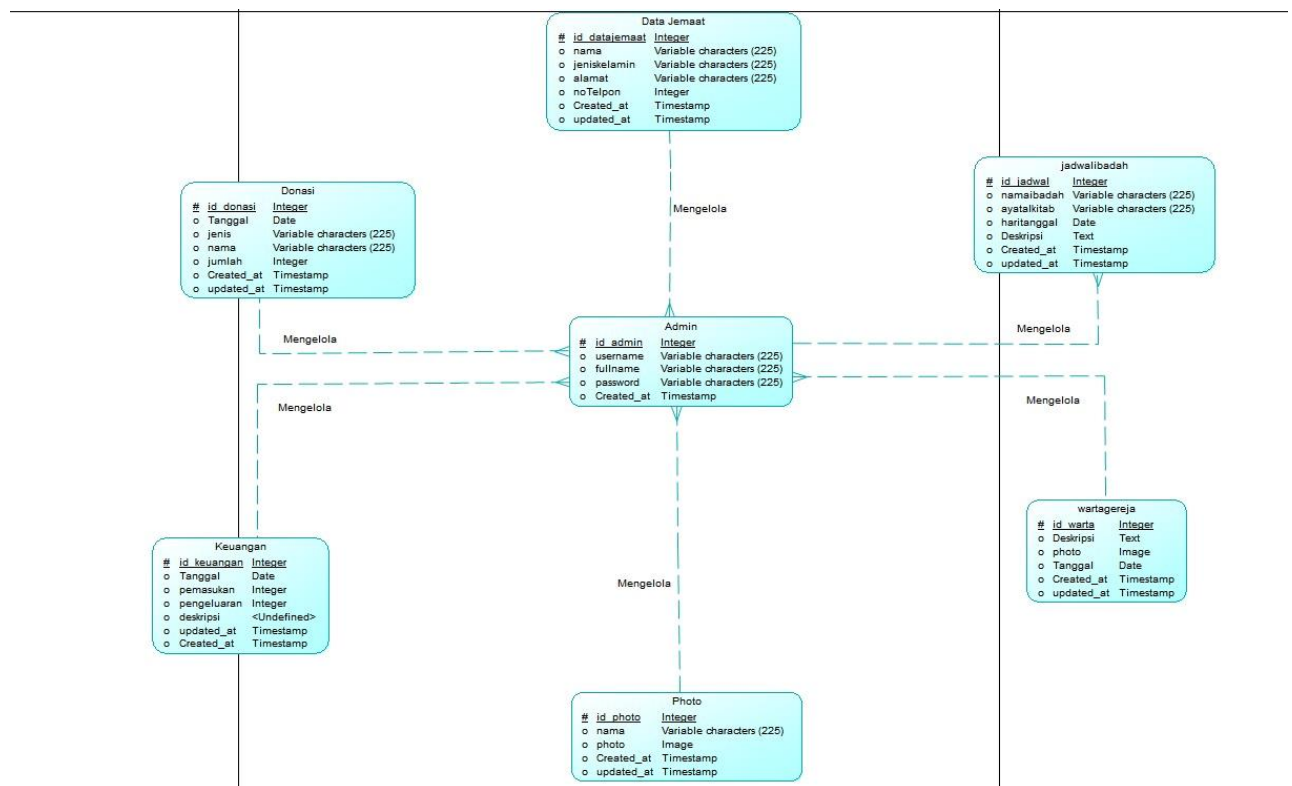 Data Jemaat
# id_datajemaat Integer
o nama Variable characters (225)
o jeniskelamin Variable characters (225)
o alamat Variable characters (225)
o noTelpon Integer
o Created_at Timestamp
o updated_at Timestamp
Mengelola
jadwalibadah
# id_jadwal Integer
o namaibadah Variable characters (225)
o ayatalkitab Variable characters (225)
o haritanggal Date
o Deskripsi Text
o Created_at Timestamp
o updated_at Timestamp
Donasi
# id_donasi Integer
o Tanggal Date
o jenis Variable characters (225)
o nama Variable characters (225)
o jumlah Integer
o Created_at Timestamp
o updated_at Timestamp
Mengelola
Admin
# id_admin Integer
o username Variable characters (225)
o fullname Variable characters (225)
o password Variable characters (225)
o Created_at Timestamp
Mengelola
Mengelola
Mengelola
wartagereja
# id_warta Integer
o Deskripsi Text
o photo Image
o Tanggal Date
o Created_at Timestamp
o updated_at Timestamp
Keuangan
# id_keuangan Integer
o Tanggal Date
o pemasukan Integer
o pengeluaran Integer
o deskripsi <Undefined>
o updated_at Timestamp
o Created_at Timestamp
Mengelola
Photo
# id_photo Integer
o nama Variable characters (225)
o photo Image
o Created_at Timestamp
o updated_at Timestamp